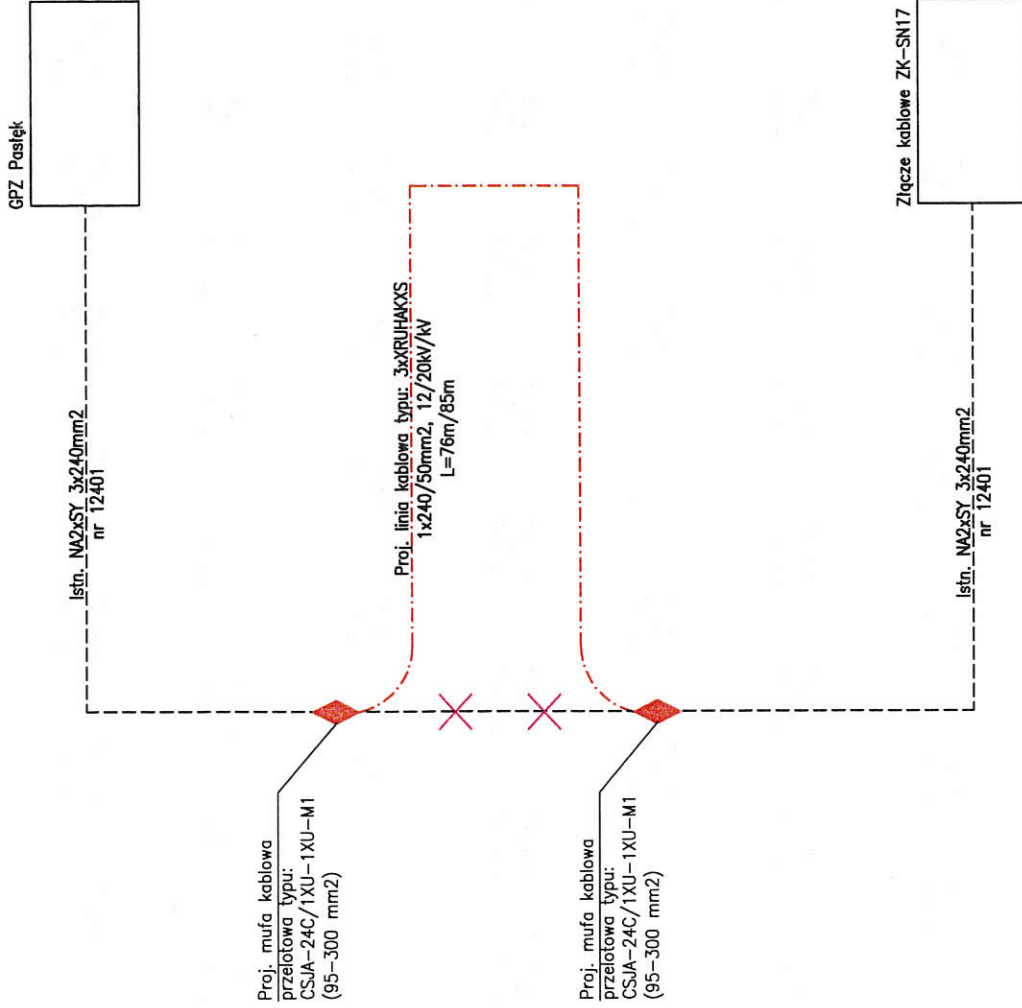 GPZ Pasłęk
Istn. NA2xSY 3x240mm2
nr 12401
Proj. linia kablowa typu: 3xXRUHAKXS
1x240/50mm2, 12/20kV/kV
L=76m/85m
Proj. mufa kablowa
przelotowa typu:
CSJA-24C/1XU-1XU-M1
(95-300 mm2)
Proj. mufa kablowa
przelotowa typu:
CSJA-24C/1XU-1XU-M1
(95-300 mm2)
Złącze kablowe ZK-SN17
Istn. NA2xSY 3x240mm2
nr 12401